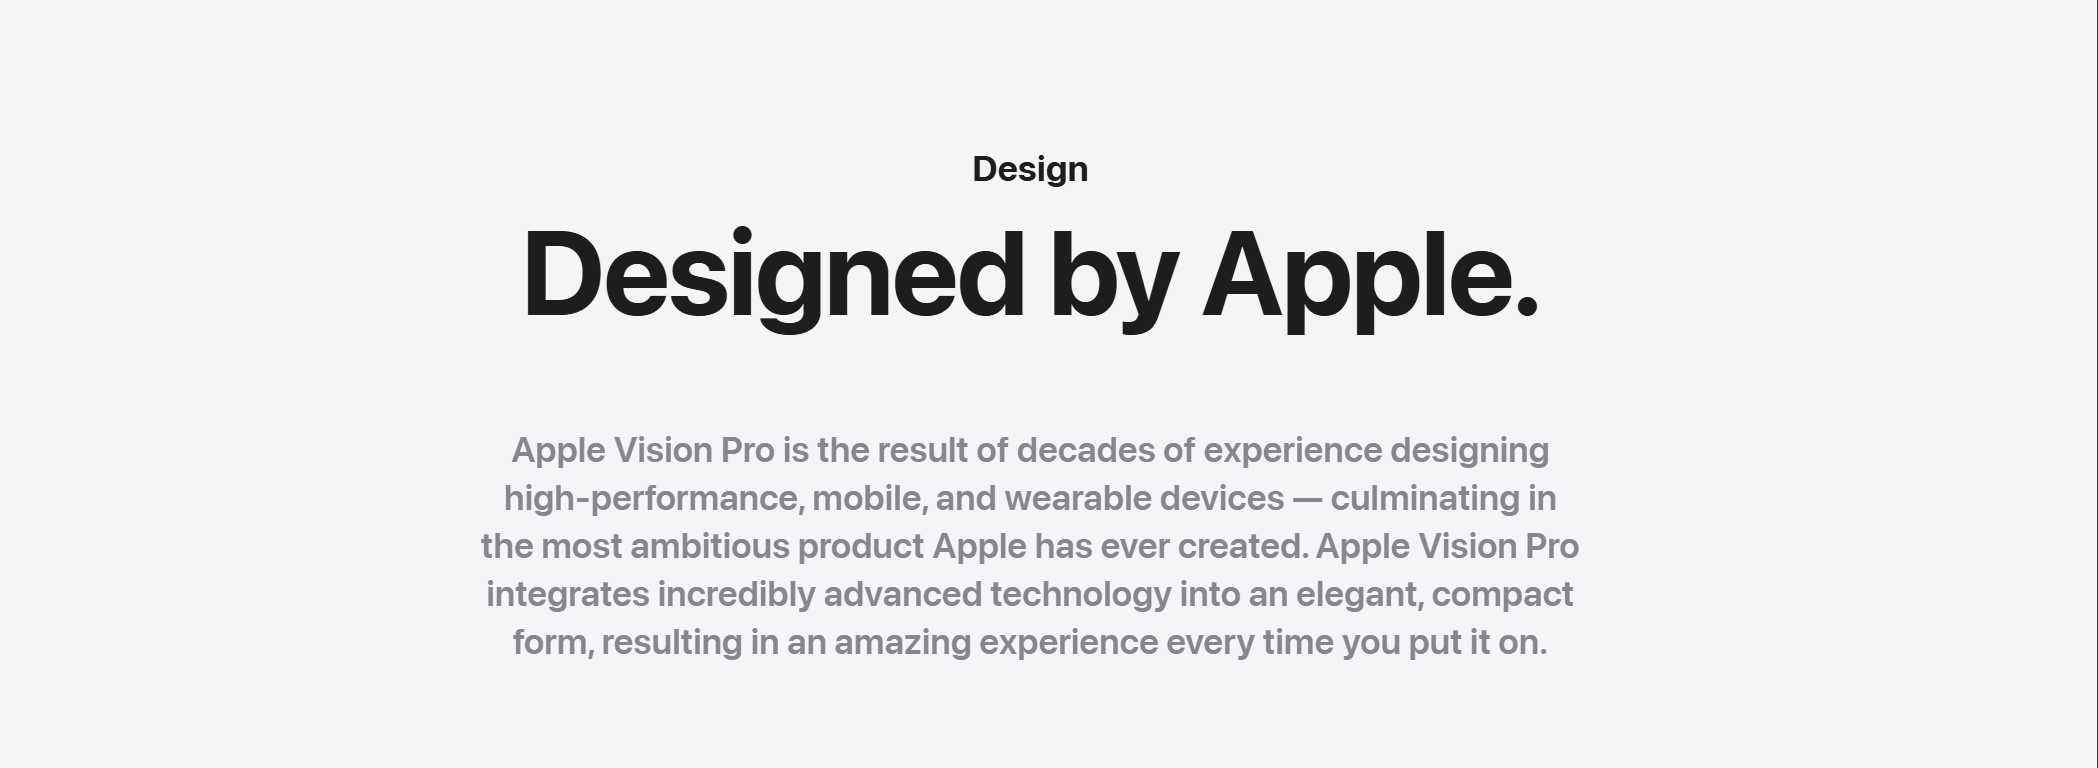 Design
Designed by Apple.
Apple Vision Pro is the result of decades of experience designing
high-performance, mobile, and wearable devices — culminating in
the most ambitious product Apple has ever created. Apple Vision Pro
integrates incredibly advanced technology into an elegant, compact
form, resulting in an amazing experience every time you put it on.